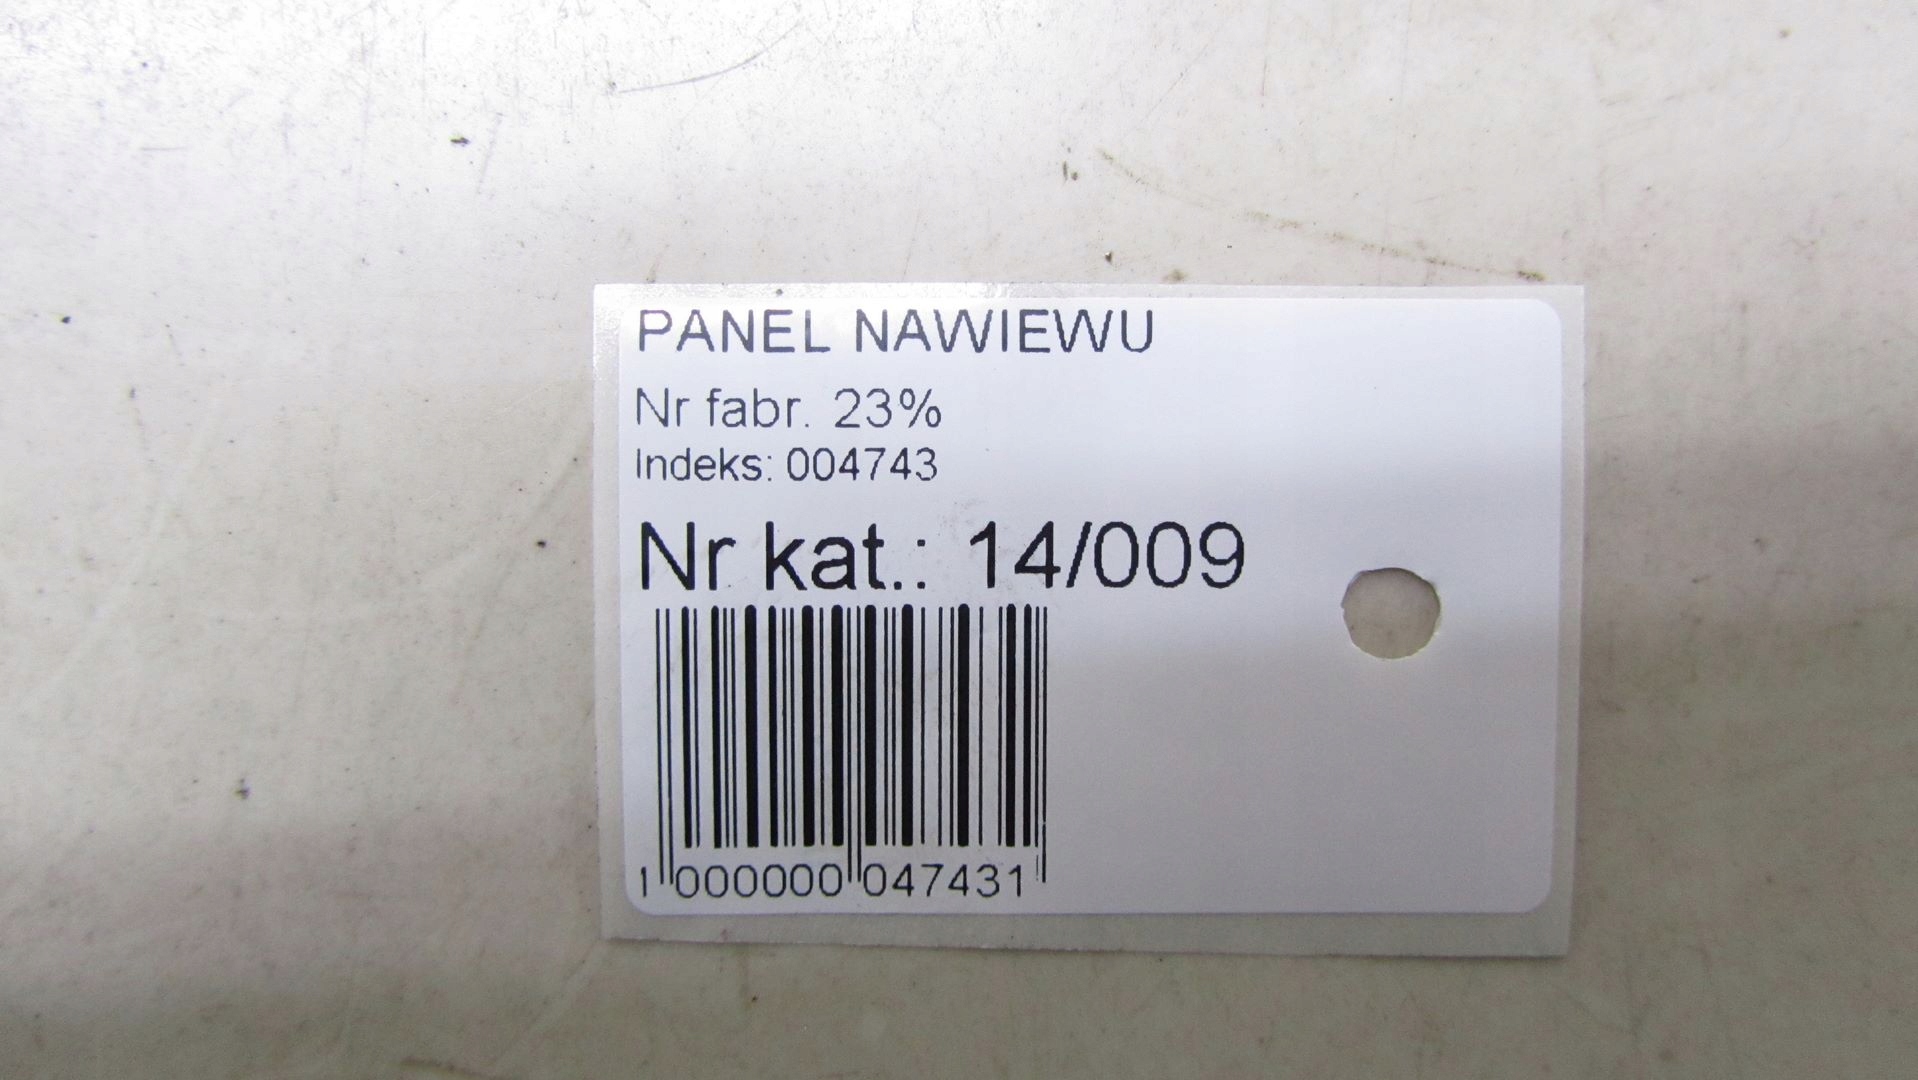 PANEL NAWIEWU
Nr fabr. 23%
Indeks: 004743
Nr kat.: 14/009
1 000000 047431